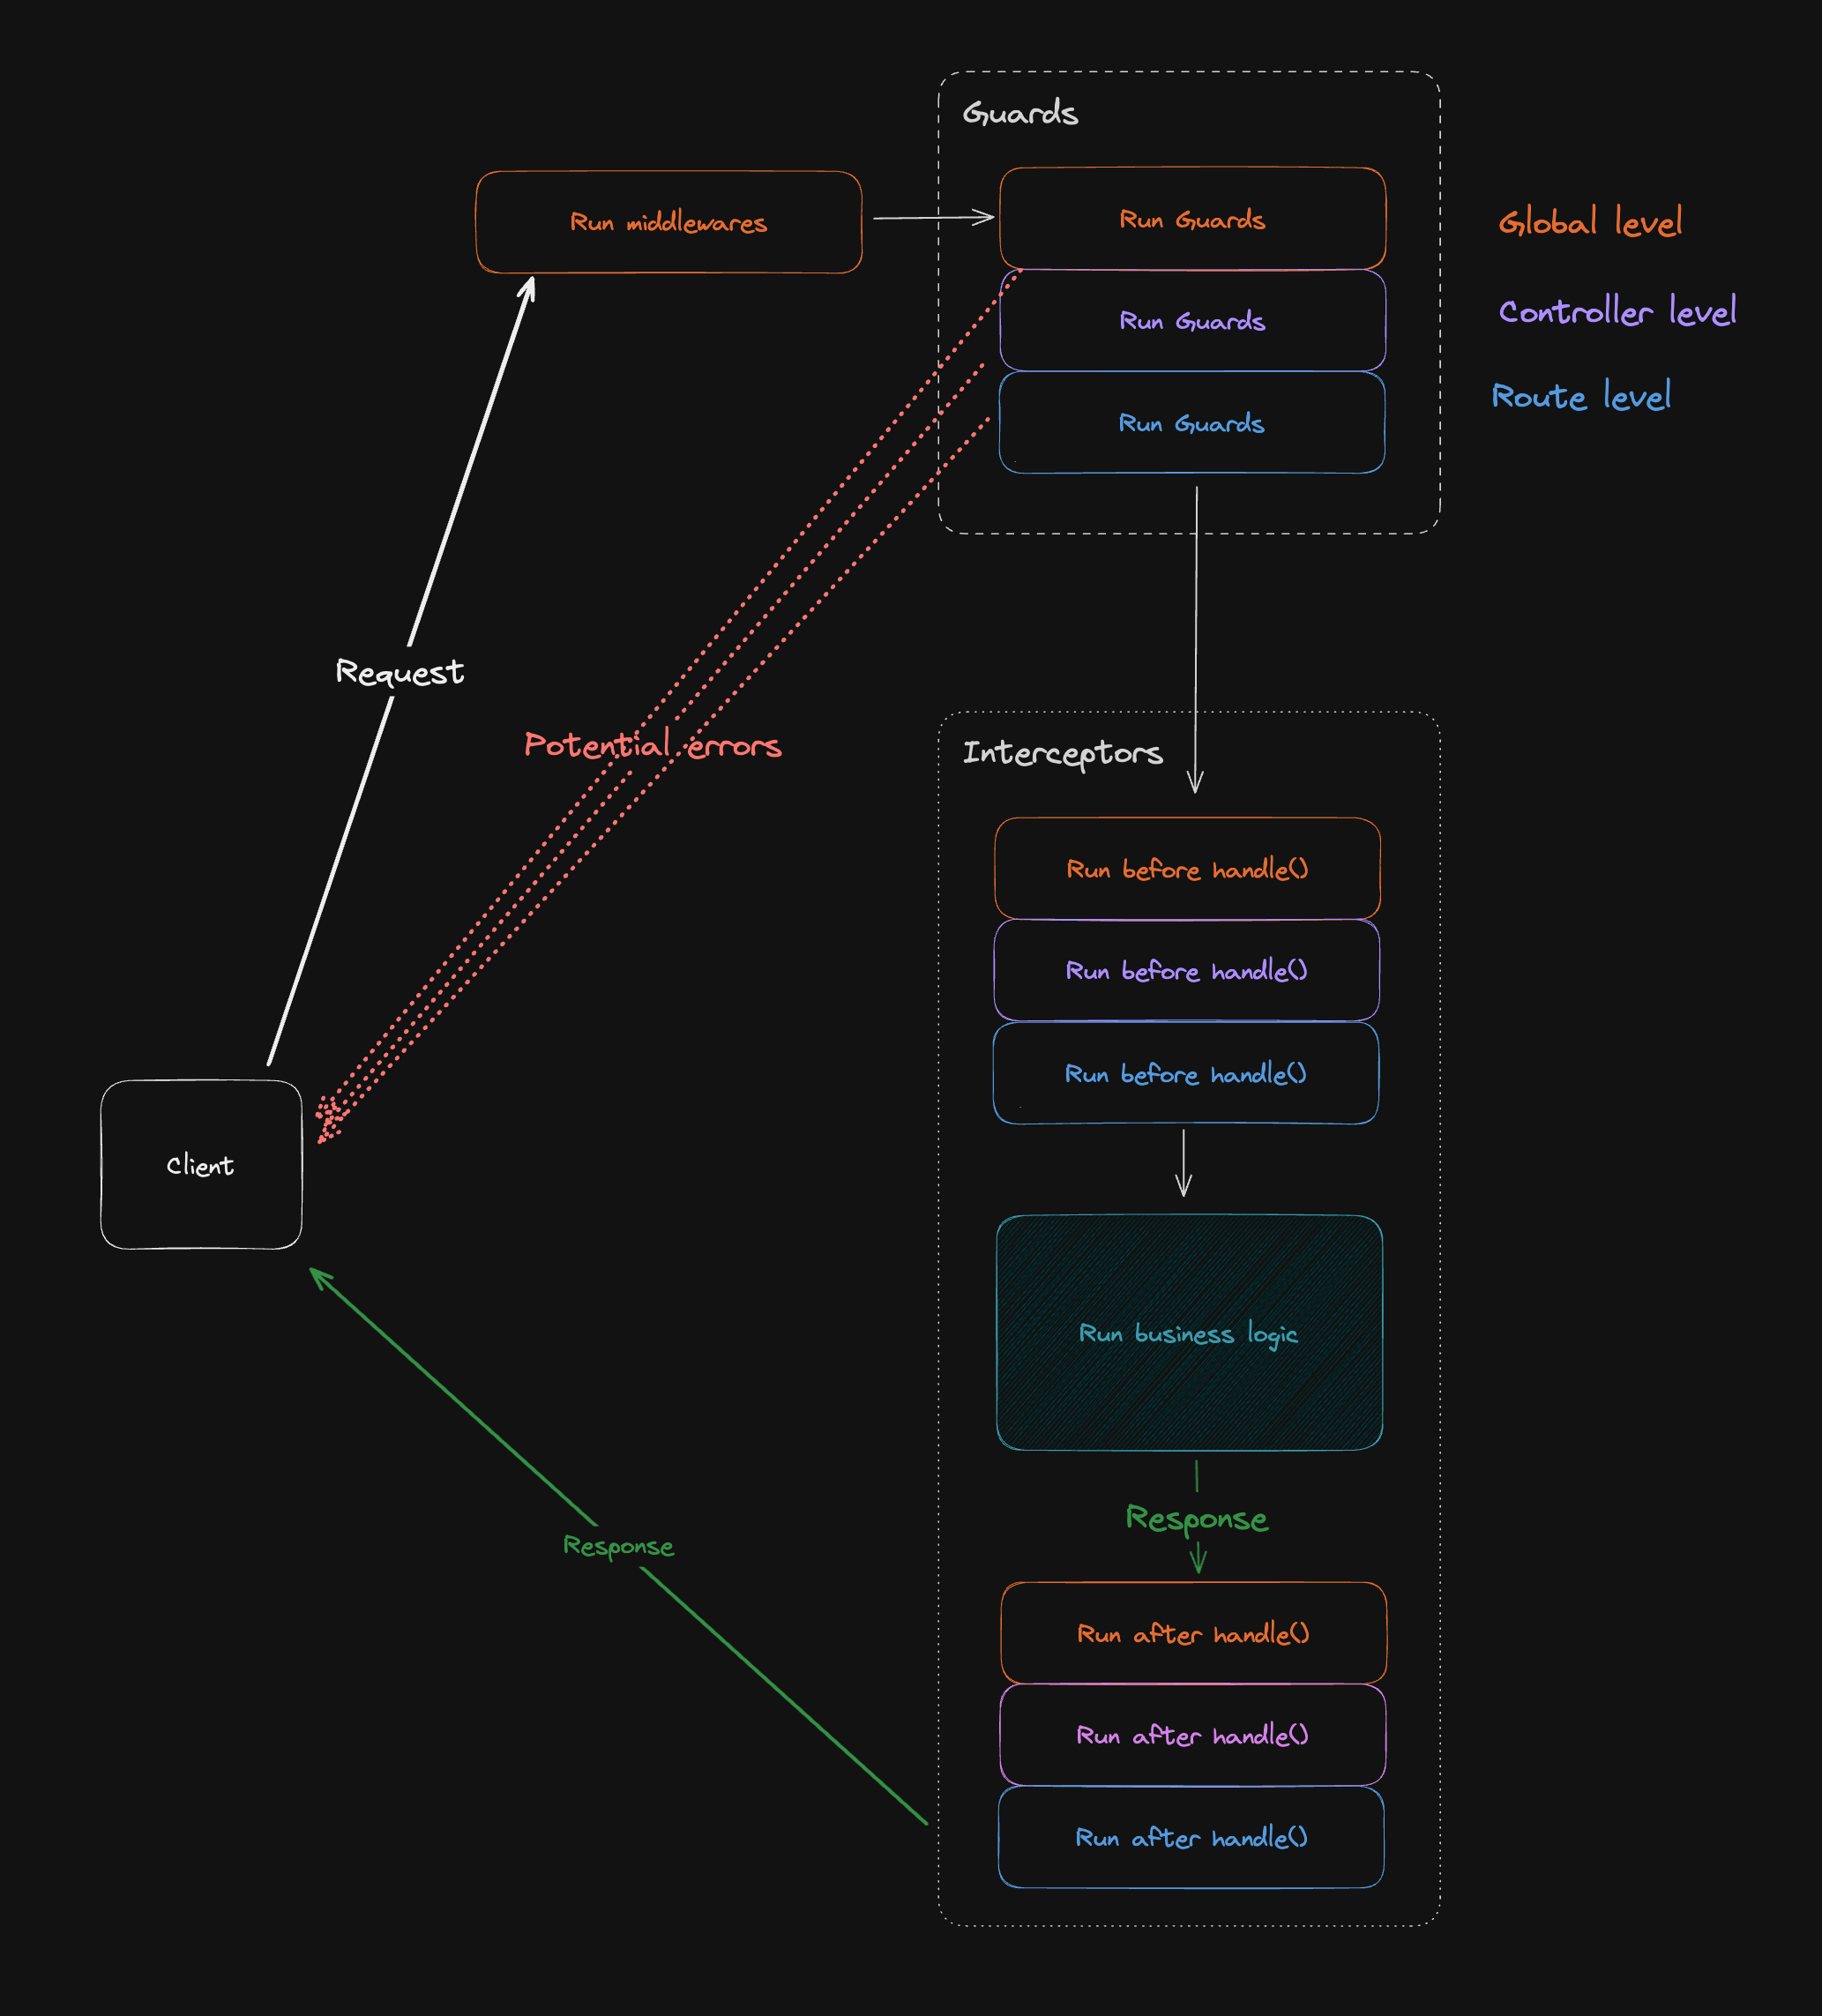 Guards
Run middlewares
Run Guards
Global level
Run Guards
Controller level
Run Guards
Route level
Request
Potential errors
Interceptors
Run before handle()
Run before handle()
Run before handle()
Client
Run business logic
Response
Response
Run after handle()
Run after handle()
Run after handle()